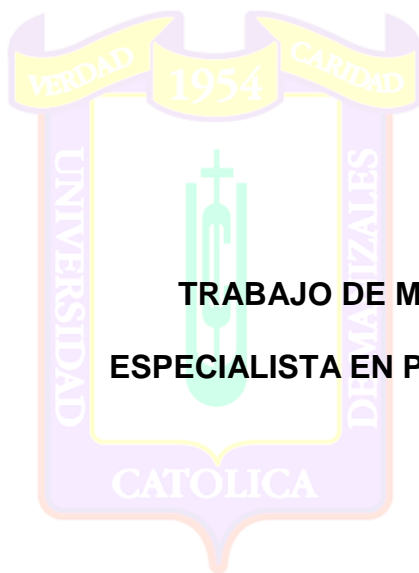 VERDAD 1954 CARIDAD
UNIVERSIDAD
DE MANIZALES
TRABAJO DE M
ESPECIALISTA EN P
CATOLICA